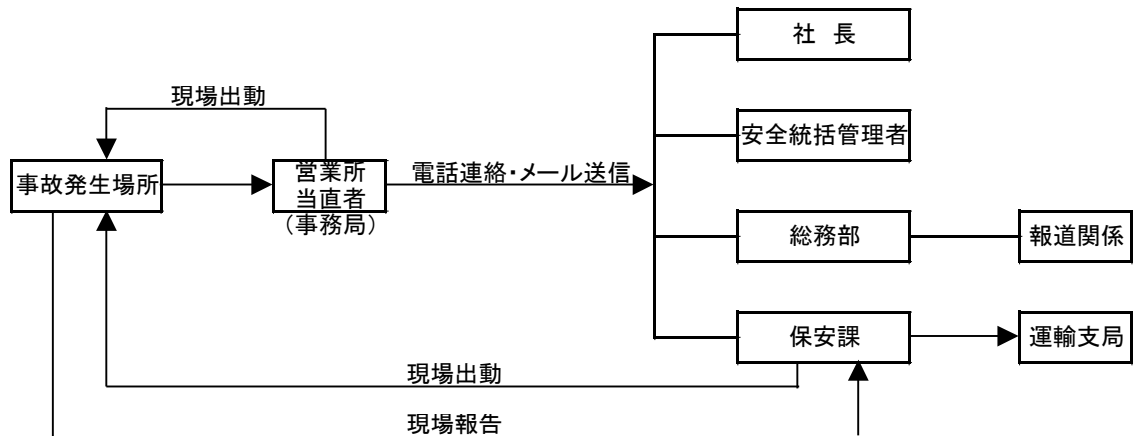 社 長
現場出動
安全統括管理者
事故発生場所
営業所
当直者
(事務局)
電話連絡・メール送信
総務部
報道関係
保安課
運輸支局
現場出動
現場報告